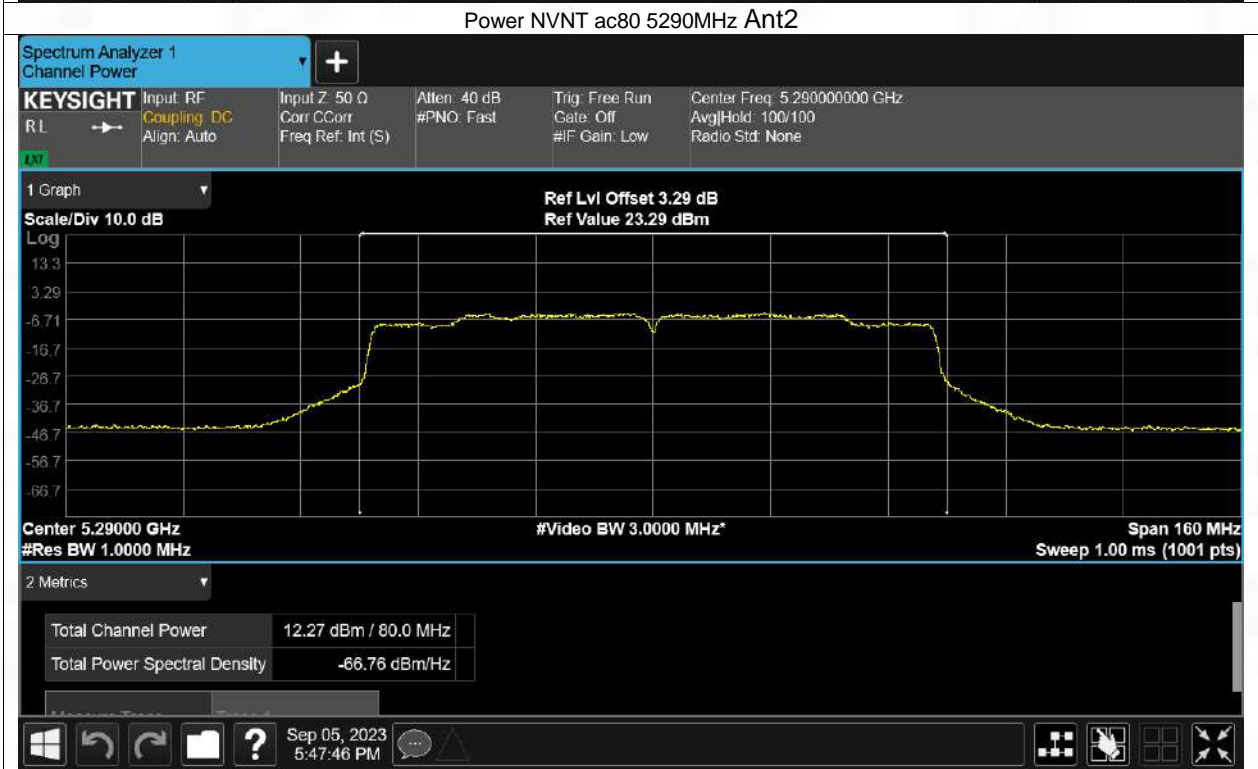 Power NVNT ac80 5290MHz Ant2
Spectrum Analyzer 1
Channel Power
KEYSIGHT
RL
LXI
Input: RF
Coupling: DC
Align: Auto
Input Z: 50 Ω
Corr CCorr
Freq Ref: Int (S)
Atten: 40 dB
#PNO: Fast
Trig: Free Run
Gate: Off
#IF Gain: Low
Center Freq: 5.290000000 GHz
Avg|Hold: 100/100
Radio Std: None
1 Graph
Scale/Div 10.0 dB
Ref Lvl Offset 3.29 dB
Ref Value 23.29 dBm
Log
13.3
3.29
-6.71
-16.7
-26.7
-36.7
-46.7
-56.7
-66.7
Center 5.29000 GHz
#Video BW 3.0000 MHz*
Span 160 MHz
#Res BW 1.0000 MHz
Sweep 1.00 ms (1001 pts)
2 Metrics
Total Channel Power 12.27 dBm / 80.0 MHz
Total Power Spectral Density -66.76 dBm/Hz
Sep 05, 2023
5:47:46 PM